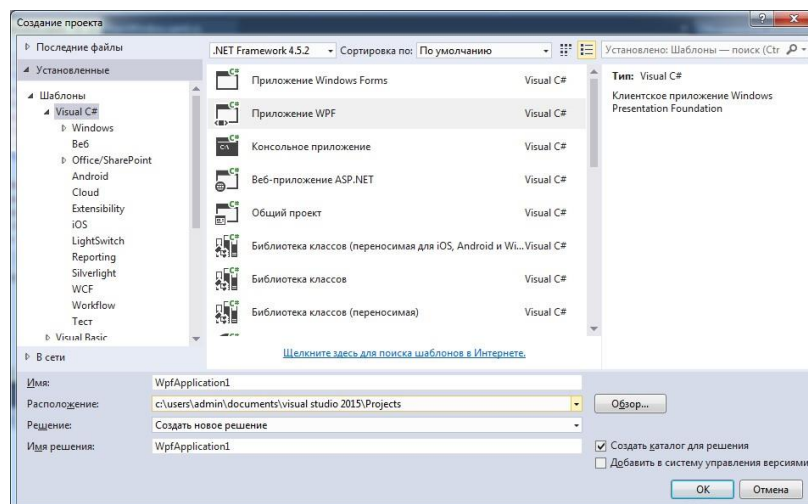 Создание проекта
Последние файлы
.NET Framework 4.5.2
Сортировка по:
По умолчанию
Установлено: Шаблоны — поиск (Ctr
Установленные
Шаблоны
Visual C#
Windows
Веб
Office/SharePoint
Android
Cloud
Extensibility
iOS
LightSwitch
Reporting
Silverlight
WCF
Workflow
Тест
Visual Basic
В сети
Приложение Windows Forms Visual C#
Приложение WPF Visual C#
Консольное приложение Visual C#
Веб-приложение ASP.NET Visual C#
Общий проект Visual C#
Библиотека классов (переносимая для iOS, Android и Wi... Visual C#
Библиотека классов Visual C#
Библиотека классов (переносимая) Visual C#
Щелкните здесь для поиска шаблонов в Интернете.
Тип: Visual C#
Клиентское приложение Windows
Presentation Foundation
Имя: WpfApplication1
Расположение: c:\users\admin\documents\visual studio 2015\Projects
Обзор...
Решение: Создать новое решение
Имя решения: WpfApplication1
Создать каталог для решения
Добавить в систему управления версиями
OK
Отмена